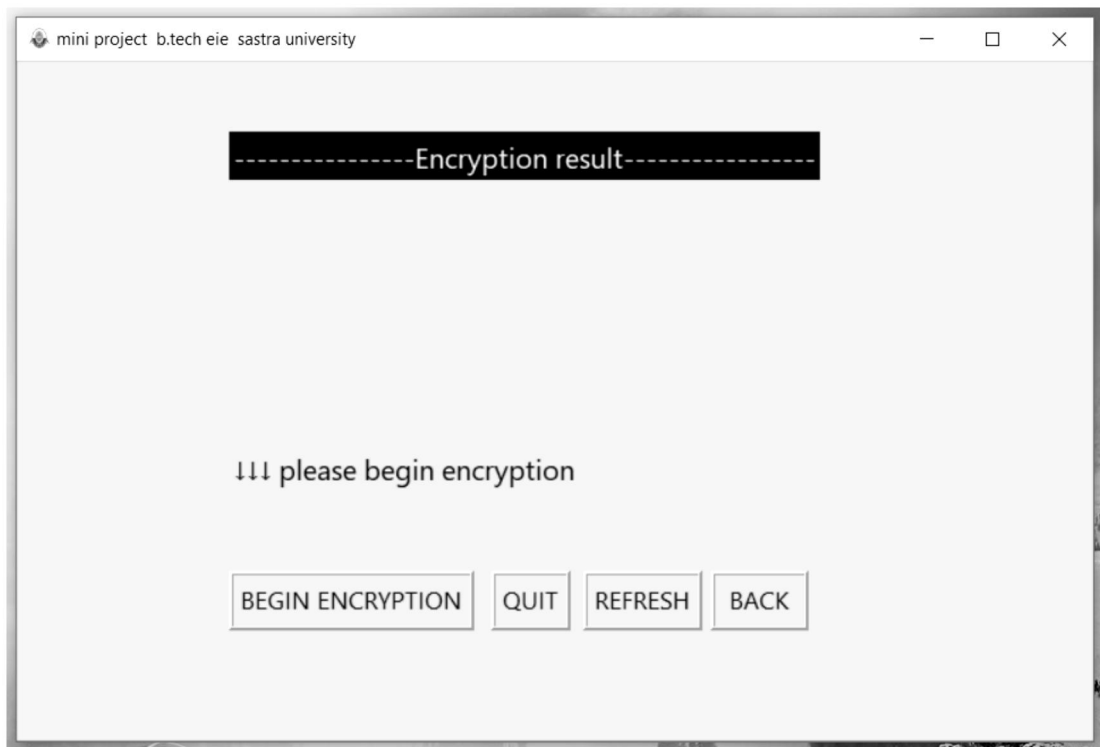 mini project  b.tech eie  sastra university
----------------Encryption result-----------------
↓↓↓ please begin encryption
BEGIN ENCRYPTION QUIT REFRESH BACK